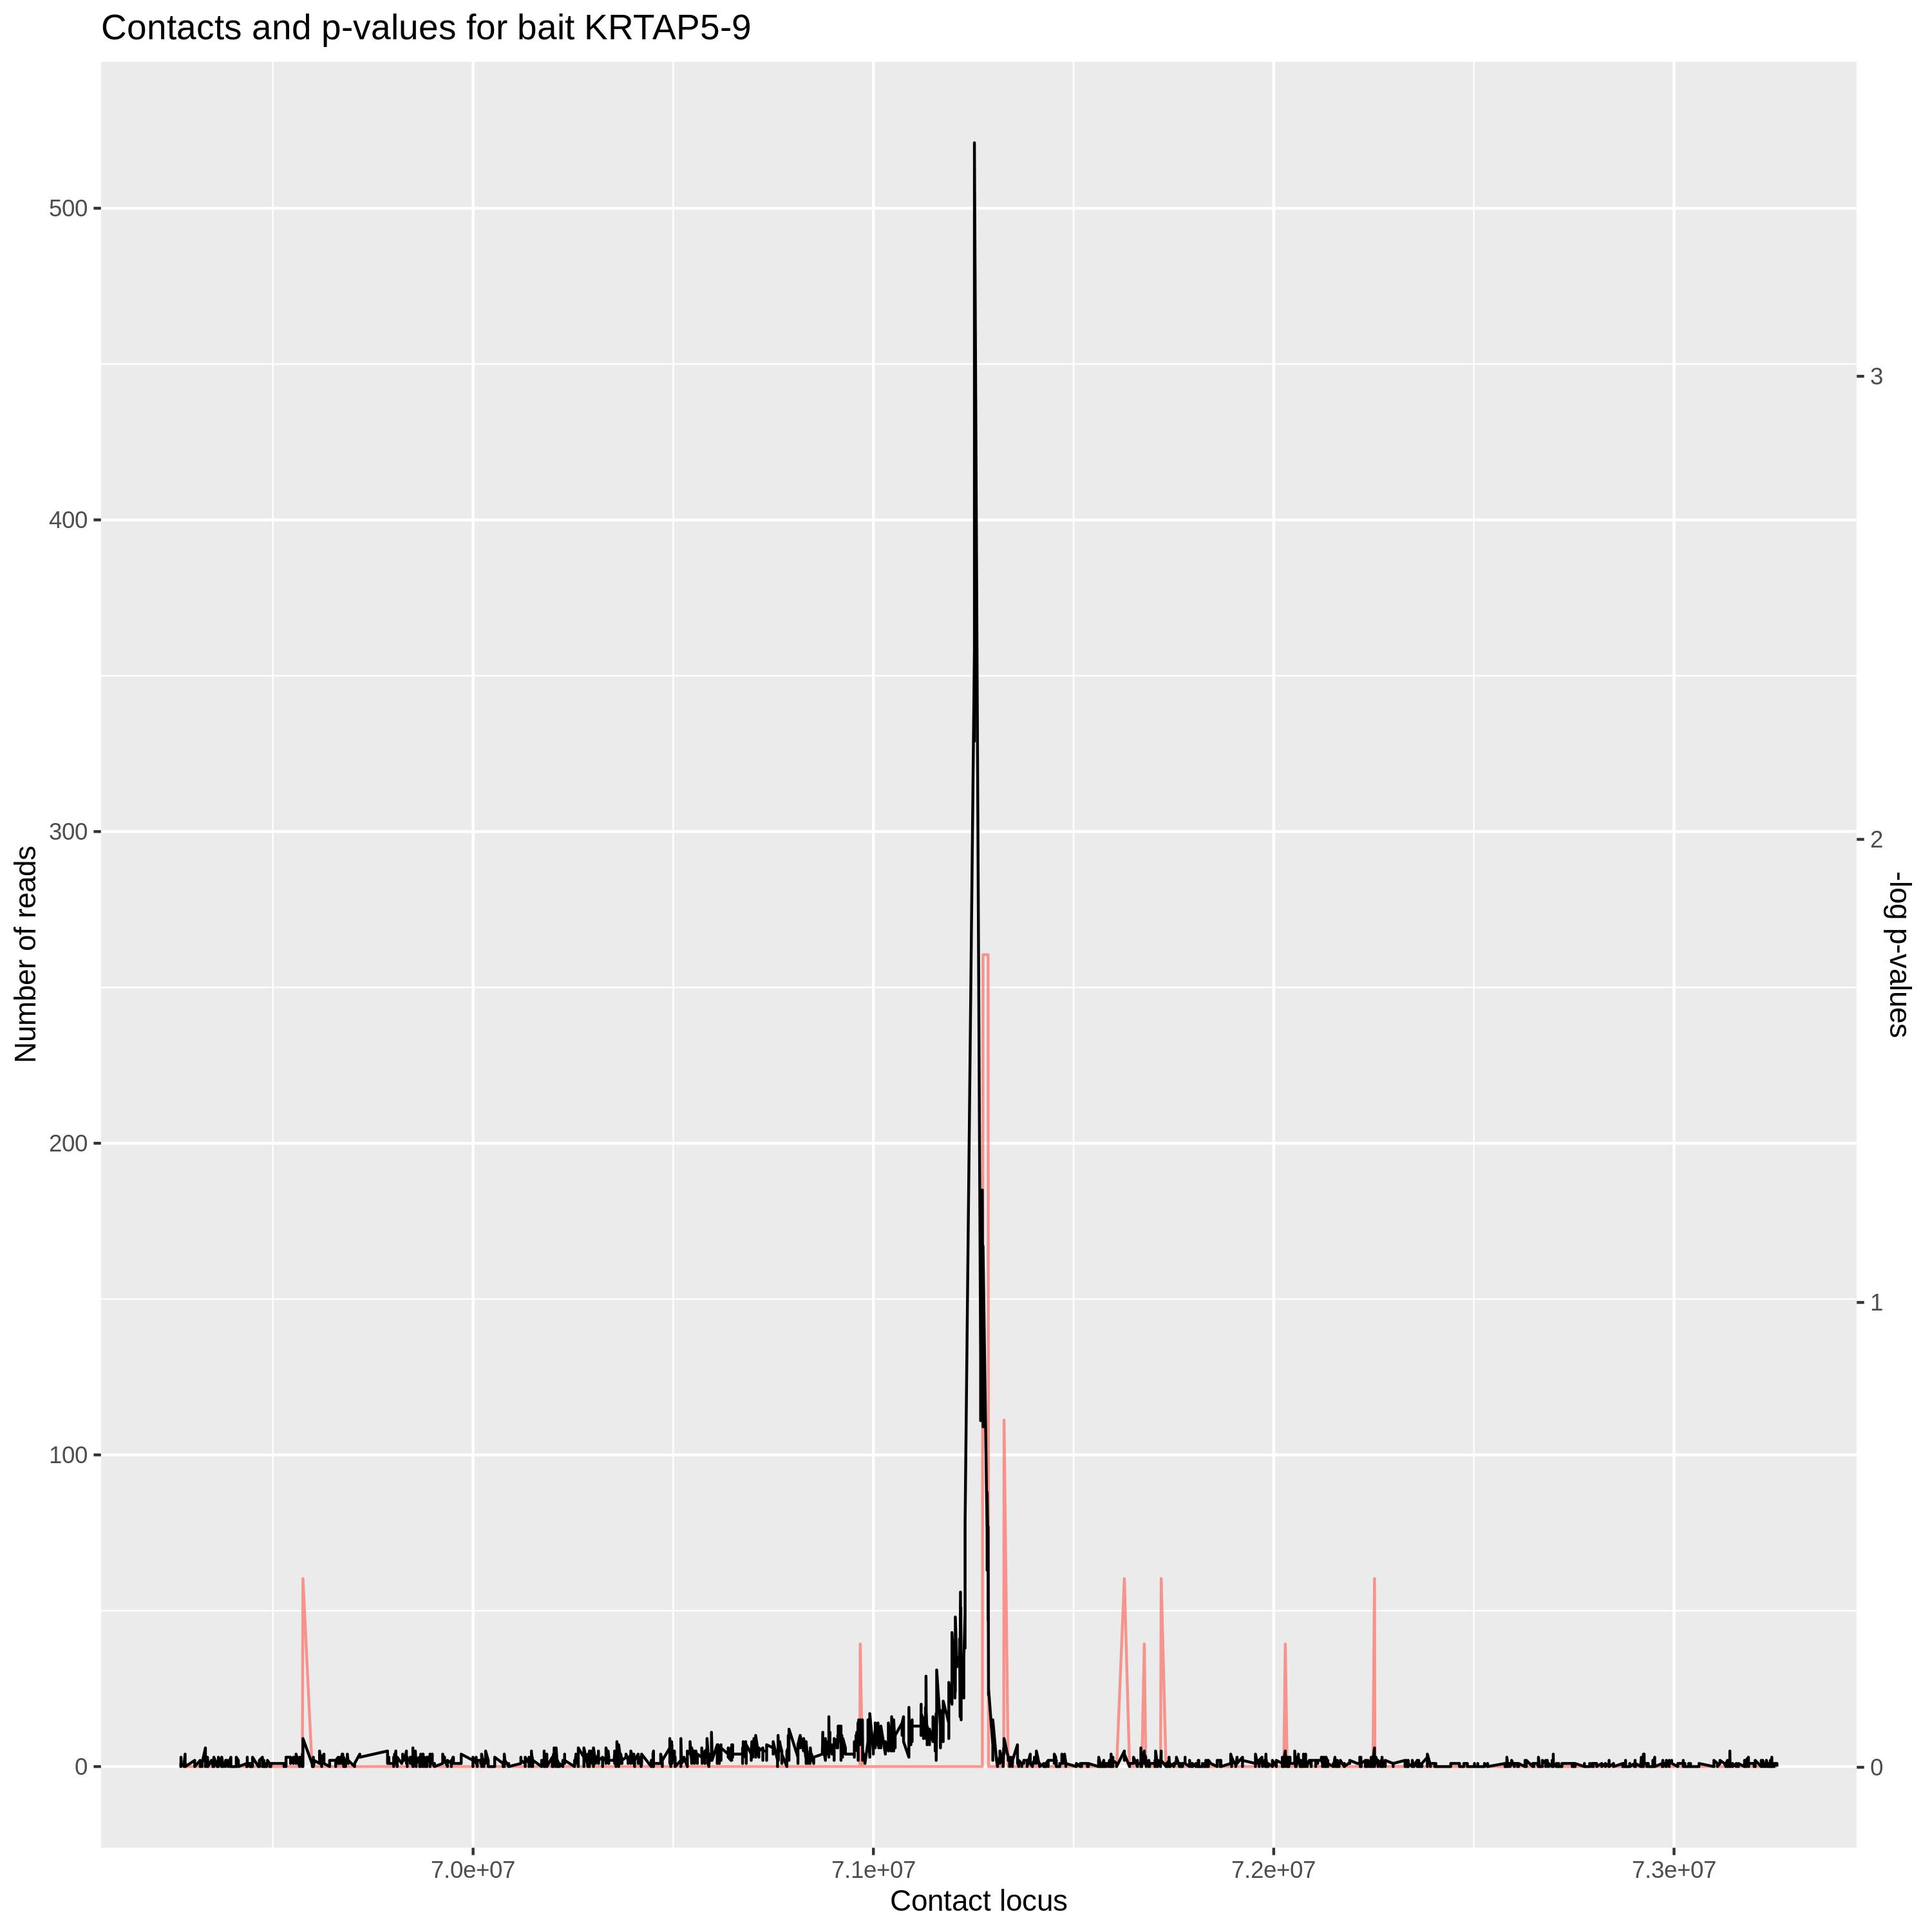 Contacts and p-values for bait KRTAP5-9
Number of reads
500
400
300
200
100
0
3
2
1
0
-log p-values
7.0e+07
7.1e+07
7.2e+07
7.3e+07
Contact locus